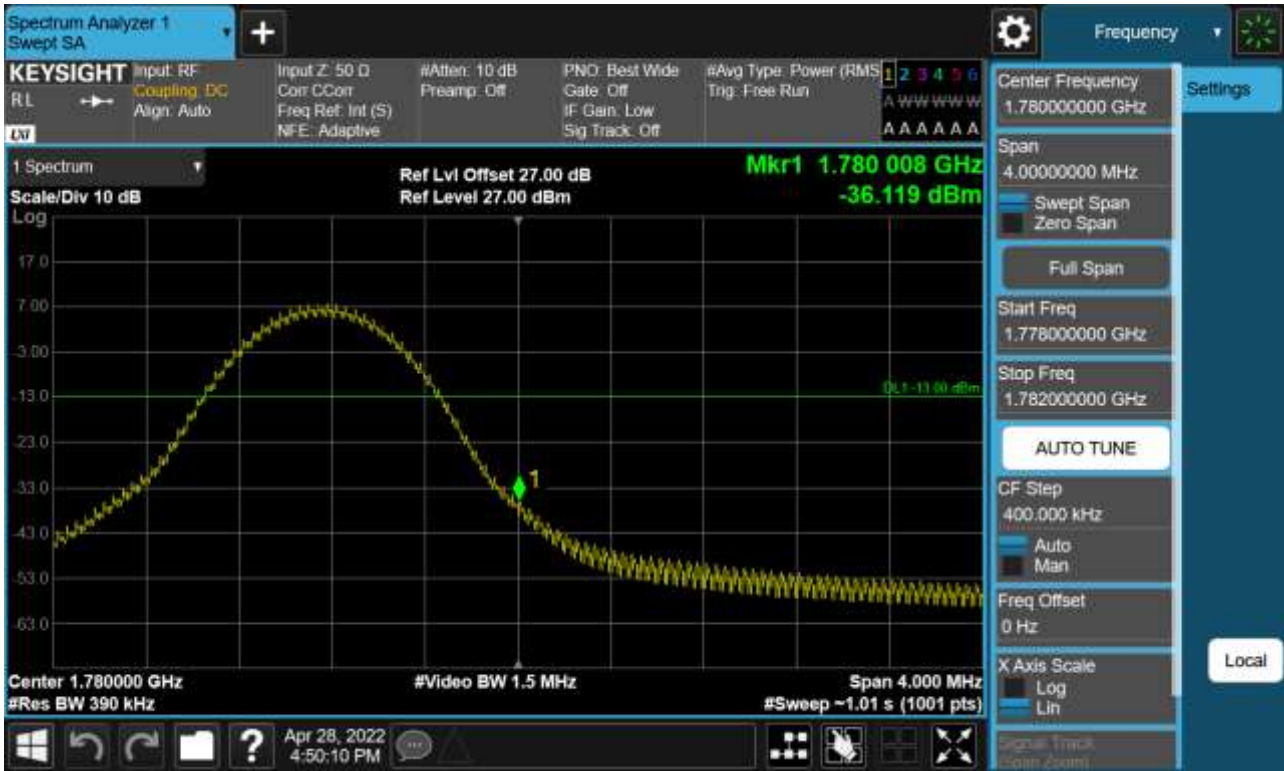 Spectrum Analyzer 1
Swept SA
+
Frequency
KEYSIGHT
RL
Input: RF
Coupling: DC
Align: Auto
Input Z: 50 Ω
Corr CCorr
Freq Ref: Int (S)
NFE: Adaptive
#Atten: 10 dB
Preamp: Off
PNO: Best Wide
Gate: Off
IF Gain: Low
Sig Track: Off
#Avg Type: Power (RMS
Trig: Free Run
1 2 3 4 5 6
A W W W W W
A A A A A A
1 Spectrum
Scale/Div 10 dB
Log
Ref Lvl Offset 27.00 dB
Ref Level 27.00 dBm
Mkr1 1.780 008 GHz
-36.119 dBm
17.0
7.00
-3.00
-13.0
-23.0
-33.0
-43.0
-53.0
-63.0
DL1 -13.00 dBm
1
Center 1.780000 GHz
#Res BW 390 kHz
#Video BW 1.5 MHz
Span 4.000 MHz
#Sweep ~1.01 s (1001 pts)
Center Frequency
1.780000000 GHz
Settings
Span
4.00000000 MHz
Swept Span
Zero Span
Full Span
Start Freq
1.778000000 GHz
Stop Freq
1.782000000 GHz
AUTO TUNE
CF Step
400.000 kHz
Auto
Man
Freq Offset
0 Hz
X Axis Scale
Log
Lin
Local
Signal Track
(Span Zoom)
?
Apr 28, 2022
4:50:10 PM